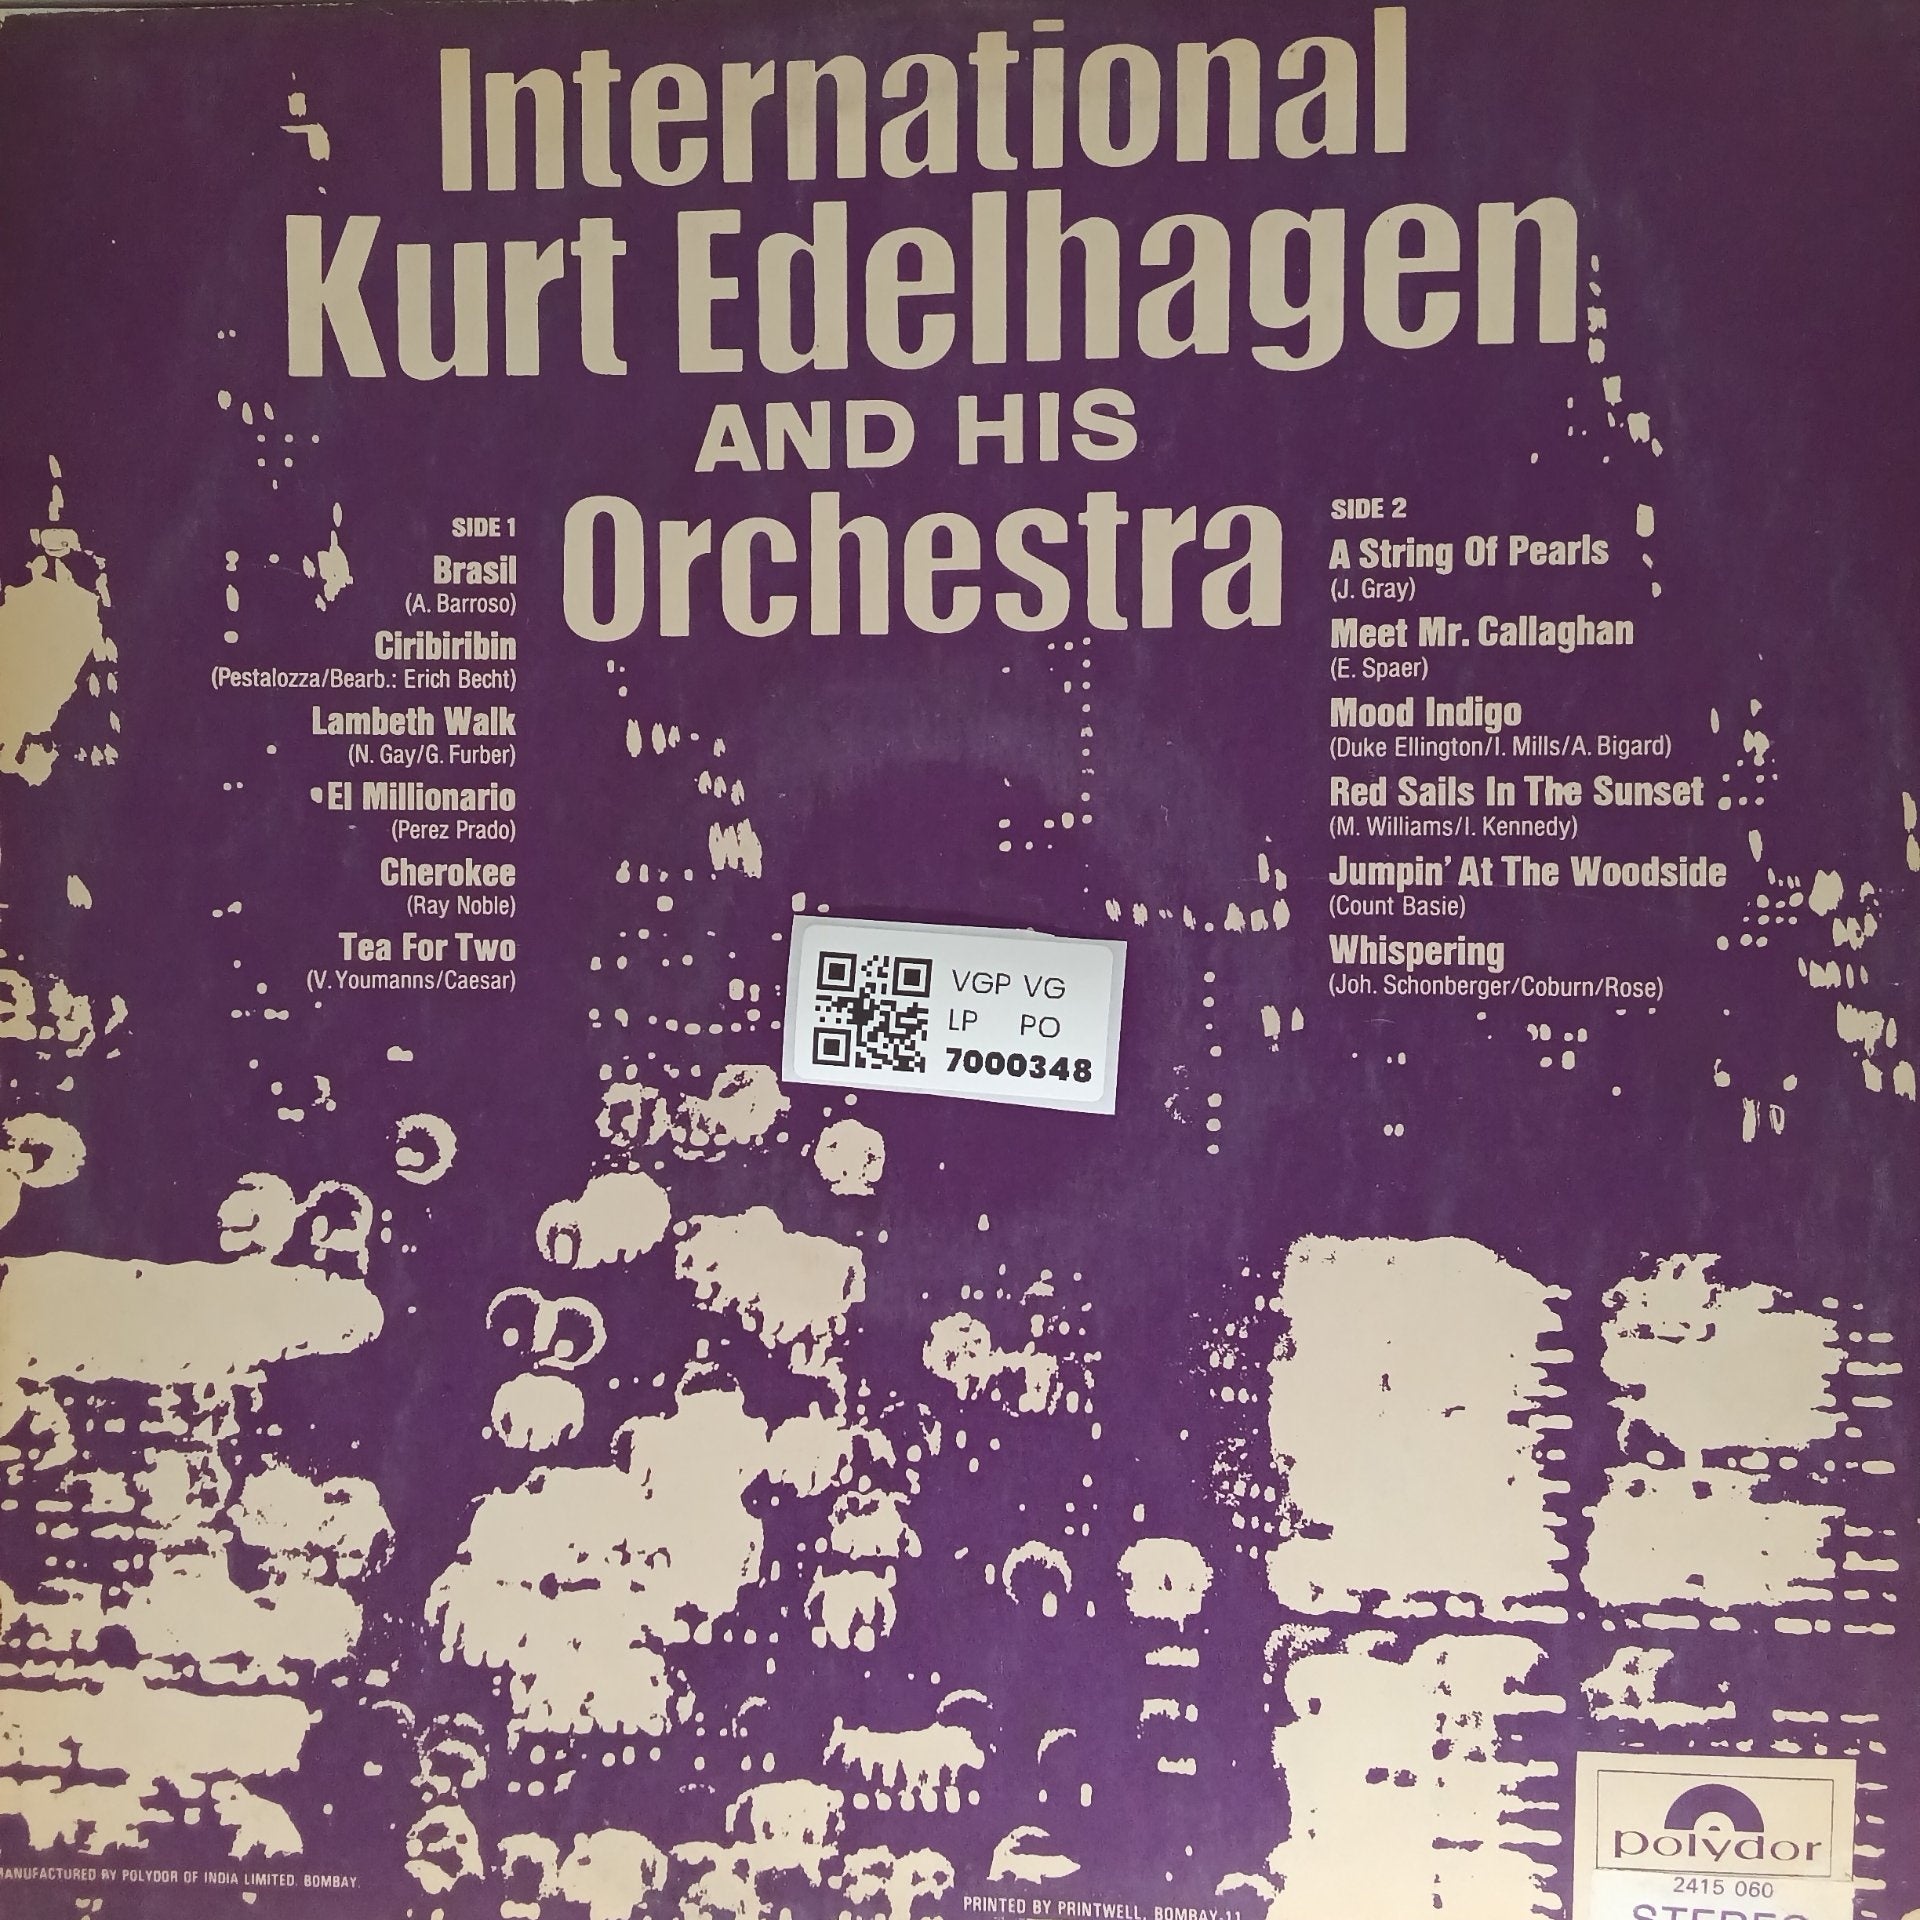 International
Kurt Edelhagen
AND HIS
Orchestra
SIDE 1
Brasil
(A. Barroso)
Ciribiribin
(Pestalozza/Bearb.: Erich Becht)
Lambeth Walk
(N. Gay/G. Furber)
El Millionario
(Perez Prado)
Cherokee
(Ray Noble)
Tea For Two
(V. Youmanns/Caesar)
SIDE 2
A String Of Pearls
(J. Gray)
Meet Mr. Callaghan
(E. Spaer)
Mood Indigo
(Duke Ellington/I. Mills/A. Bigard)
Red Sails In The Sunset
(M. Williams/I. Kennedy)
Jumpin' At The Woodside
(Count Basie)
Whispering
(Joh. Schonberger/Coburn/Rose)
VGP VG
LP PO
7000348
MANUFACTURED BY POLYDOR OF INDIA LIMITED. BOMBAY.
PRINTED BY PRINTWELL, BOMBAY-11
polydor
2415 060
STEREO